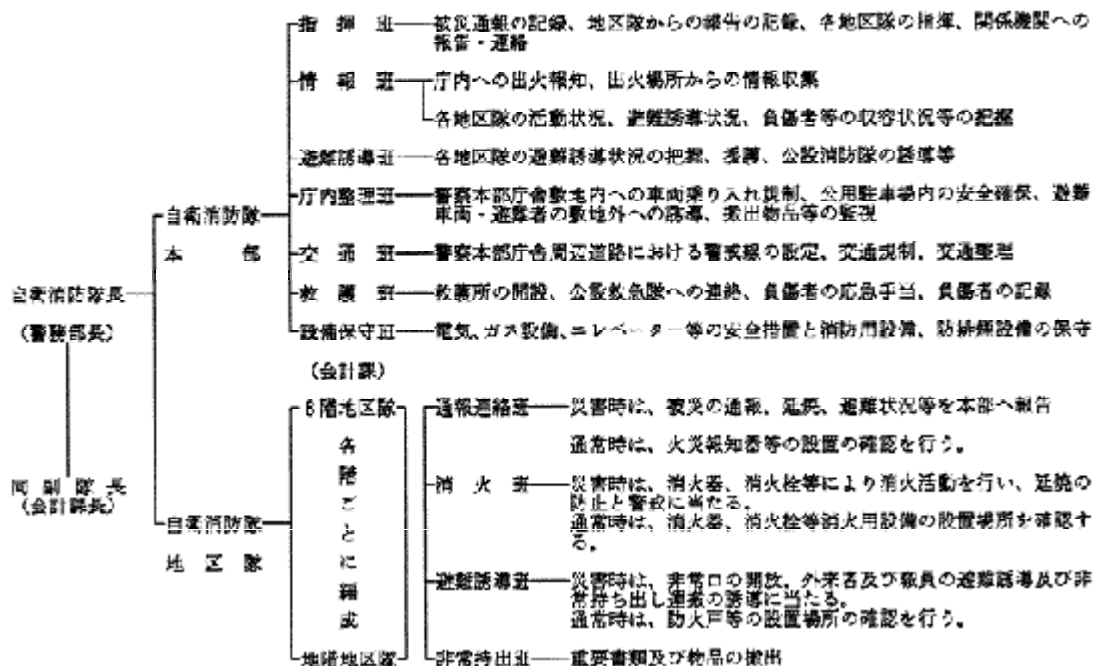 指揮班 被災通報の記録、地区隊からの報告の記録、各地区隊の指揮、関係機関への
報告・連絡
情報班 庁内への出火報知、出火場所からの情報収集
各地区隊の活動状況、避難誘導状況、負傷者等の収容状況等の把握
避難誘導班 各地区隊の避難誘導状況の把握、援護、公設消防隊の誘導等
庁内整理班 警察本部庁舎敷地内への車両乗り入れ規制、公用駐車場内の安全確保、避難
車両・避難者の敷地外への誘導、搬出物品等の監視
自衛消防隊
本部
交通班 警察本部庁舎周辺道路における警戒線の設定、交通規制、交通整理
自衛消防隊長
救護班 救護所の開設、公設救急隊への連絡、負傷者の応急手当、負傷者の記録
(警務部長)
設備保守班 電気、ガス設備、エレベーター等の安全措置と消防用設備、防排煙設備の保守
(会計課)
8階地区隊
各階ごとに編成
地階地区隊
通報連絡班 災害時は、被災の通報、延焼、避難状況等を本部へ報告
通常時は、火災報知器等の設置の確認を行う。
同副隊長
(会計課長)
消火班 災害時は、消火器、消火栓等により消火活動を行い、延焼の
防止と警戒に当たる。
通常時は、消火器、消火栓等消火用設備の設置場所を確認す
る。
自衛消防隊
地区隊
避難誘導班 災害時は、非常口の開放、外来者及び職員の避難誘導及び非
常持ち出し運搬の誘導に当たる。
通常時は、防火戸等の設置場所の確認を行う。
非常持出班 重要書類及び物品の搬出